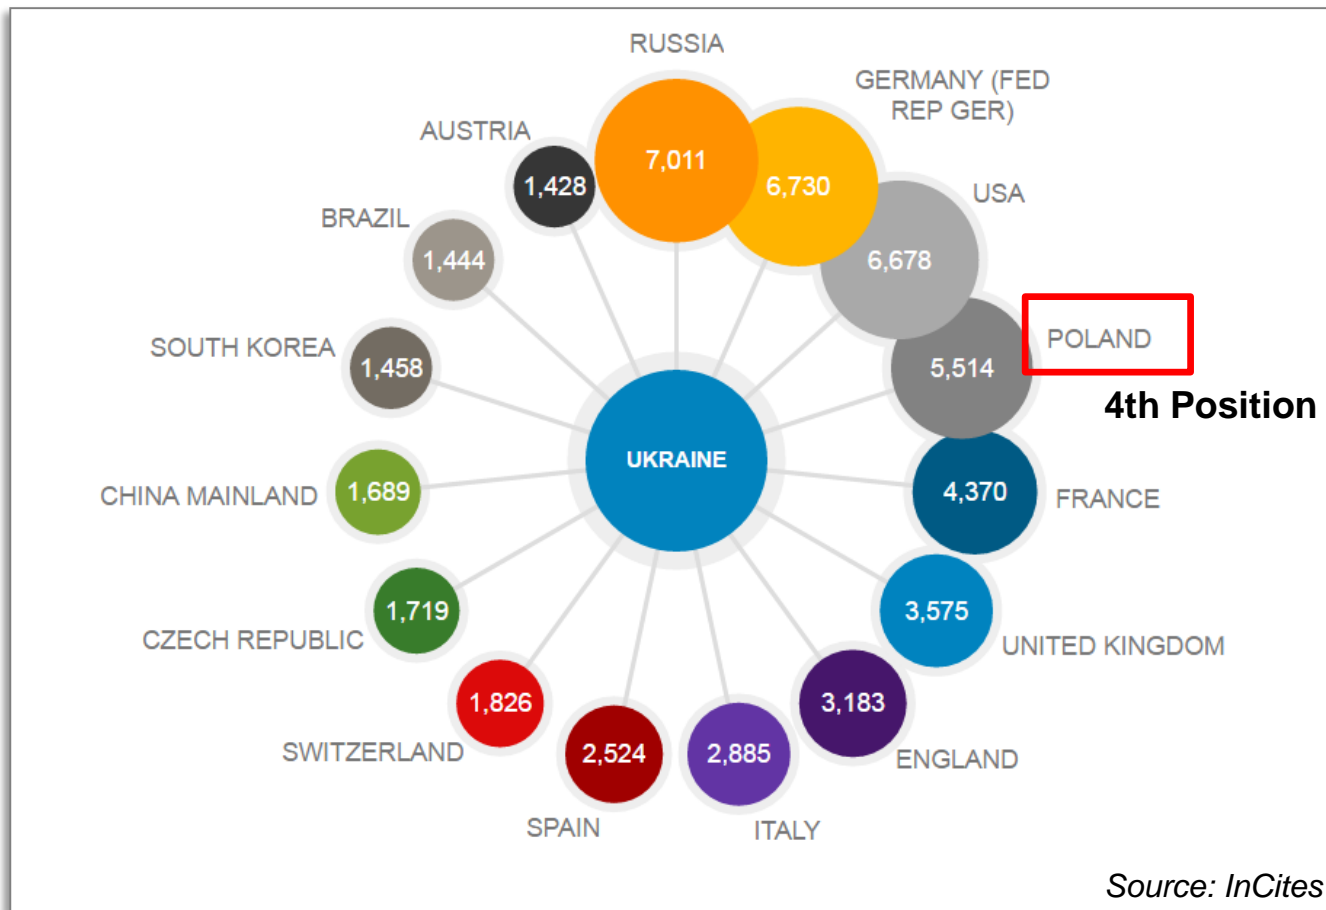 RUSSIA
7,011
GERMANY (FED
REP GER)
6,730
USA
6,678
POLAND
5,514
4th Position
FRANCE
4,370
UNITED KINGDOM
3,575
ENGLAND
3,183
ITALY
2,885
SPAIN
2,524
SWITZERLAND
1,826
CZECH REPUBLIC
1,719
CHINA MAINLAND
1,689
SOUTH KOREA
1,458
BRAZIL
1,444
AUSTRIA
1,428
UKRAINE
Source: InCites